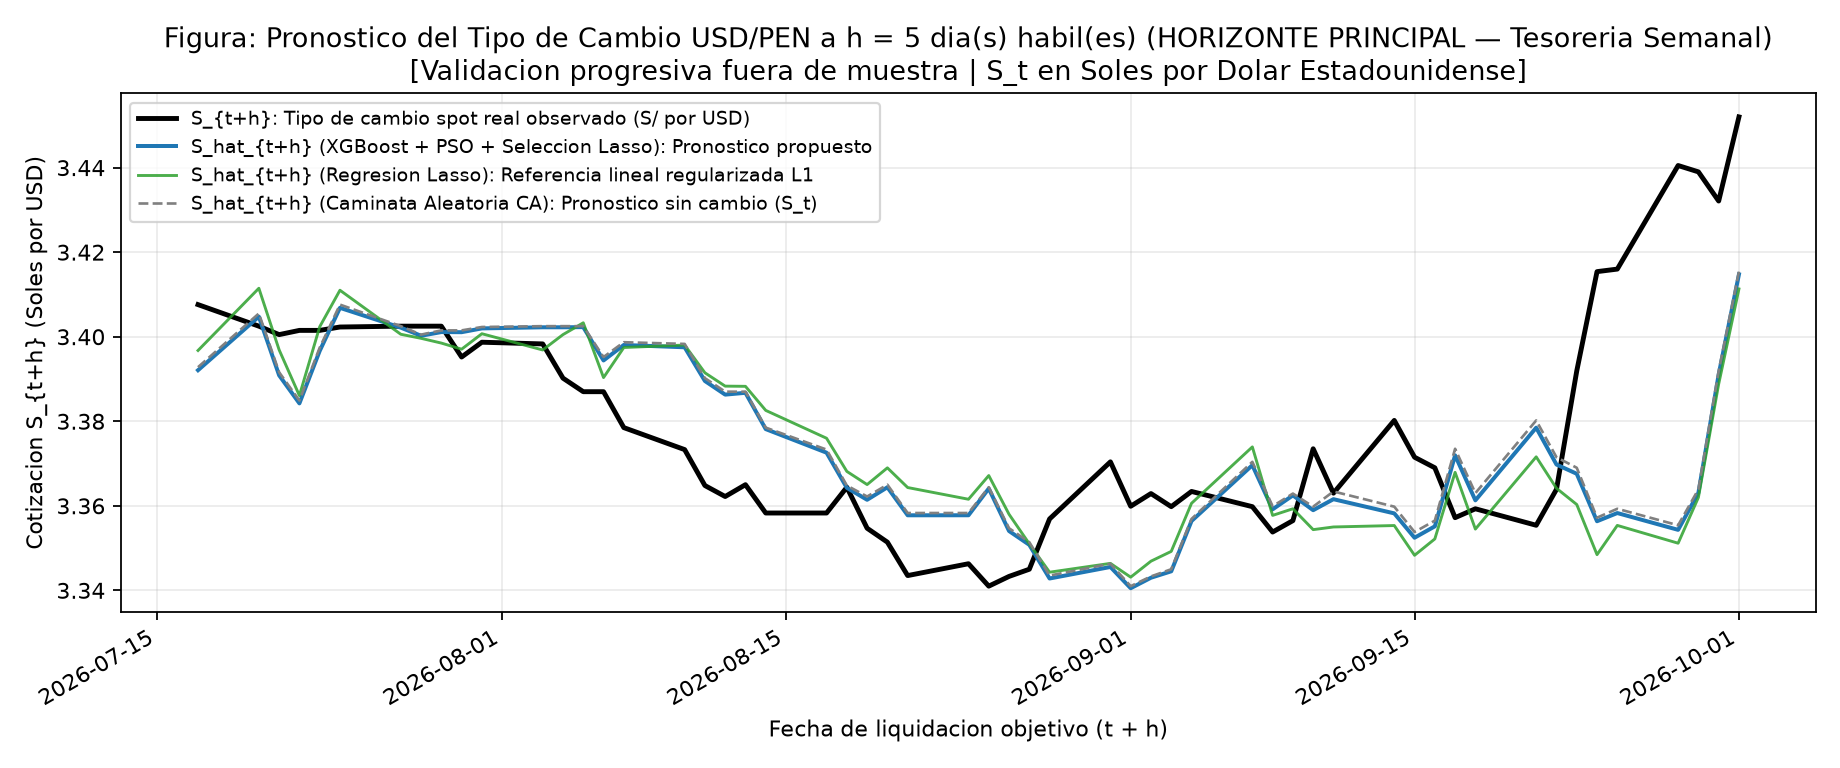 Figura: Pronostico del Tipo de Cambio USD/PEN a h = 5 dia(s) habil(es) (HORIZONTE PRINCIPAL — Tesoreria Semanal)
[Validacion progresiva fuera de muestra | S_t en Soles por Dolar Estadounidense]
S_{t+h}: Tipo de cambio spot real observado (S/ por USD)
S_hat_{t+h} (XGBoost + PSO + Seleccion Lasso): Pronostico propuesto
S_hat_{t+h} (Regresion Lasso): Referencia lineal regularizada L1
S_hat_{t+h} (Caminata Aleatoria CA): Pronostico sin cambio (S_t)
Cotizacion S_{t+h} (Soles por USD)
3.44
3.42
3.40
3.38
3.36
3.34
2026-07-15
2026-08-01
2026-08-15
2026-09-01
2026-09-15
2026-10-01
Fecha de liquidacion objetivo (t + h)